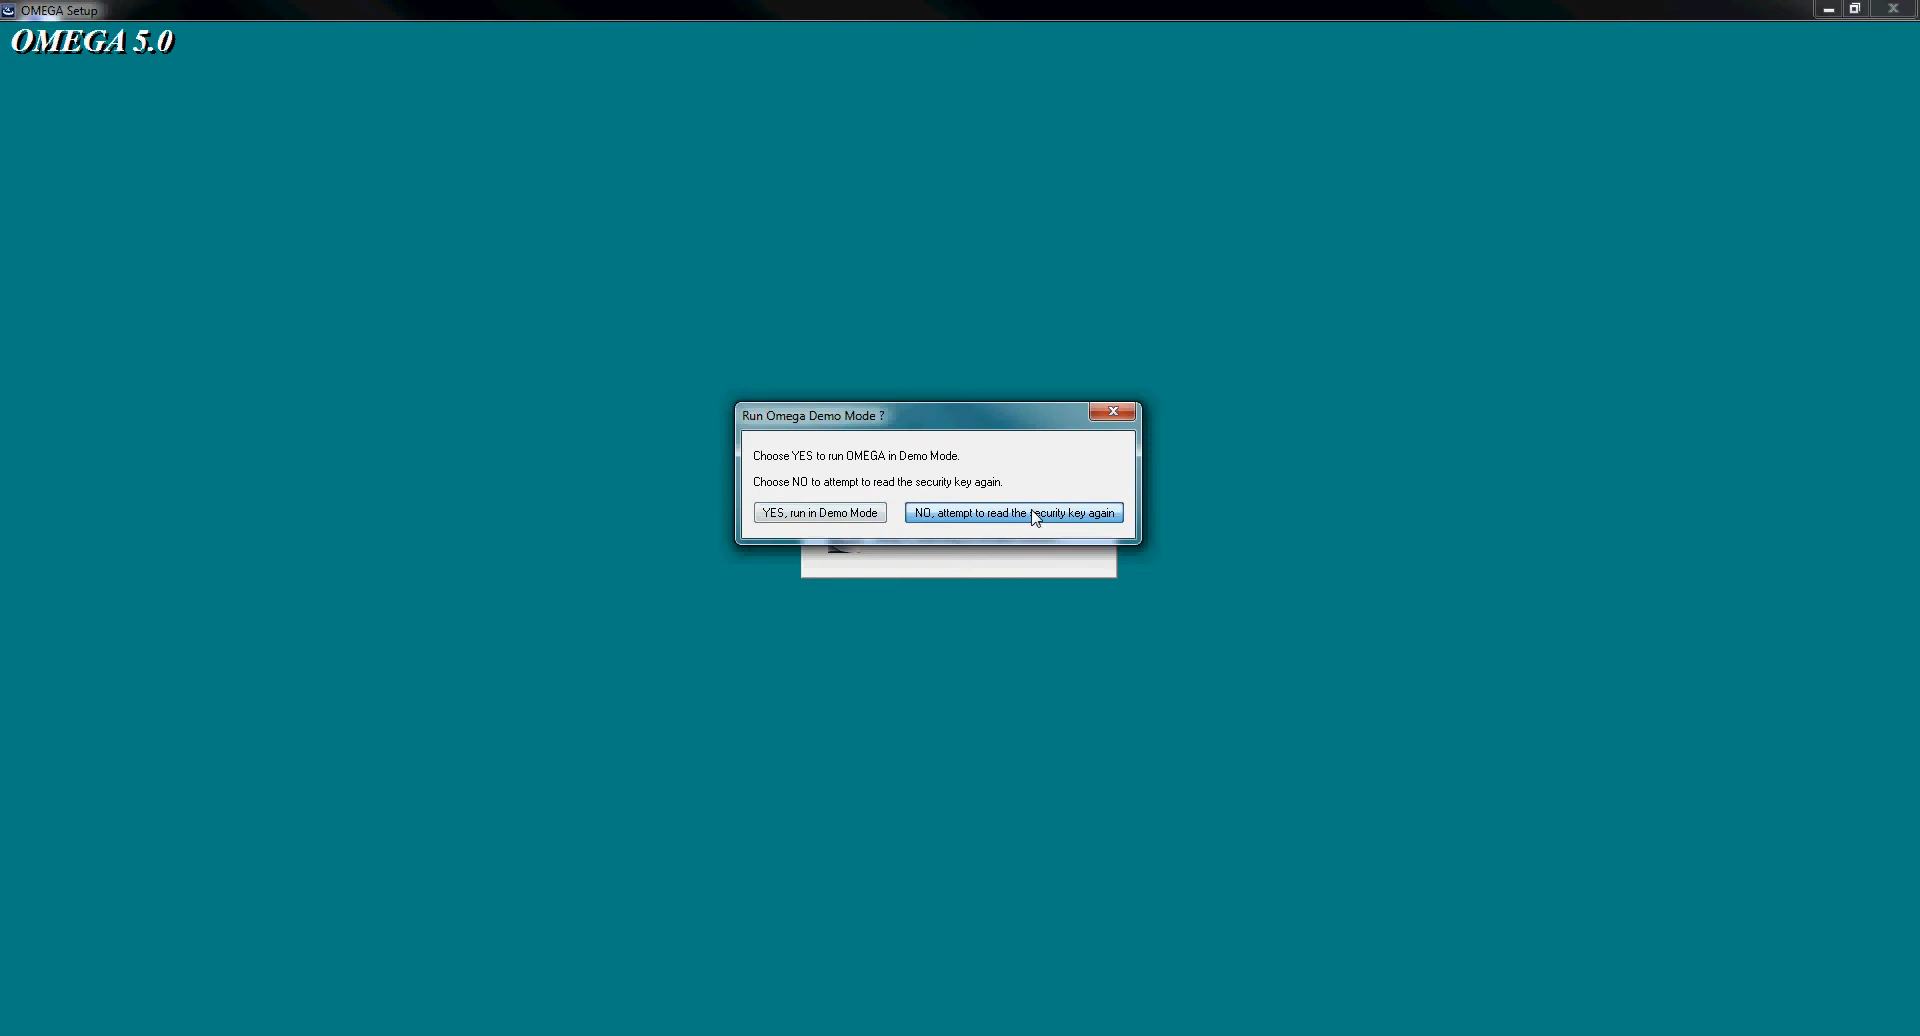 OMEGA Setup
OMEGA 5.0
Run Omega Demo Mode ?
Choose YES to run OMEGA in Demo Mode.
Choose NO to attempt to read the security key again.
YES, run in Demo Mode
NO, attempt to read the security key again